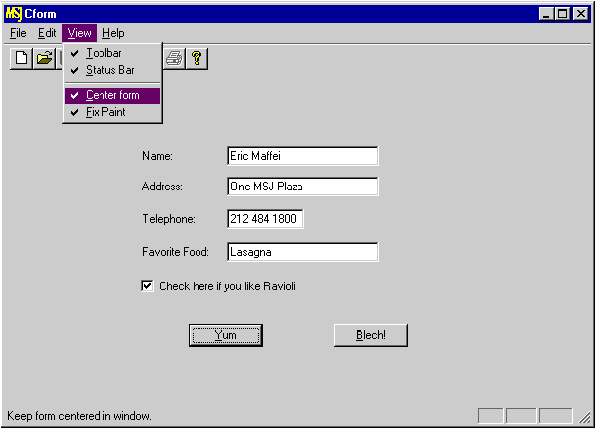 MSJ Cform
File Edit View Help
Toolbar
Status Bar
Center form
Fix Paint
Name: Eric Maffei
Address: One MSJ Plaza
Telephone: 212 484 1800
Favorite Food: Lasagna
Check here if you like Ravioli
Yum Blech!
Keep form centered in window.